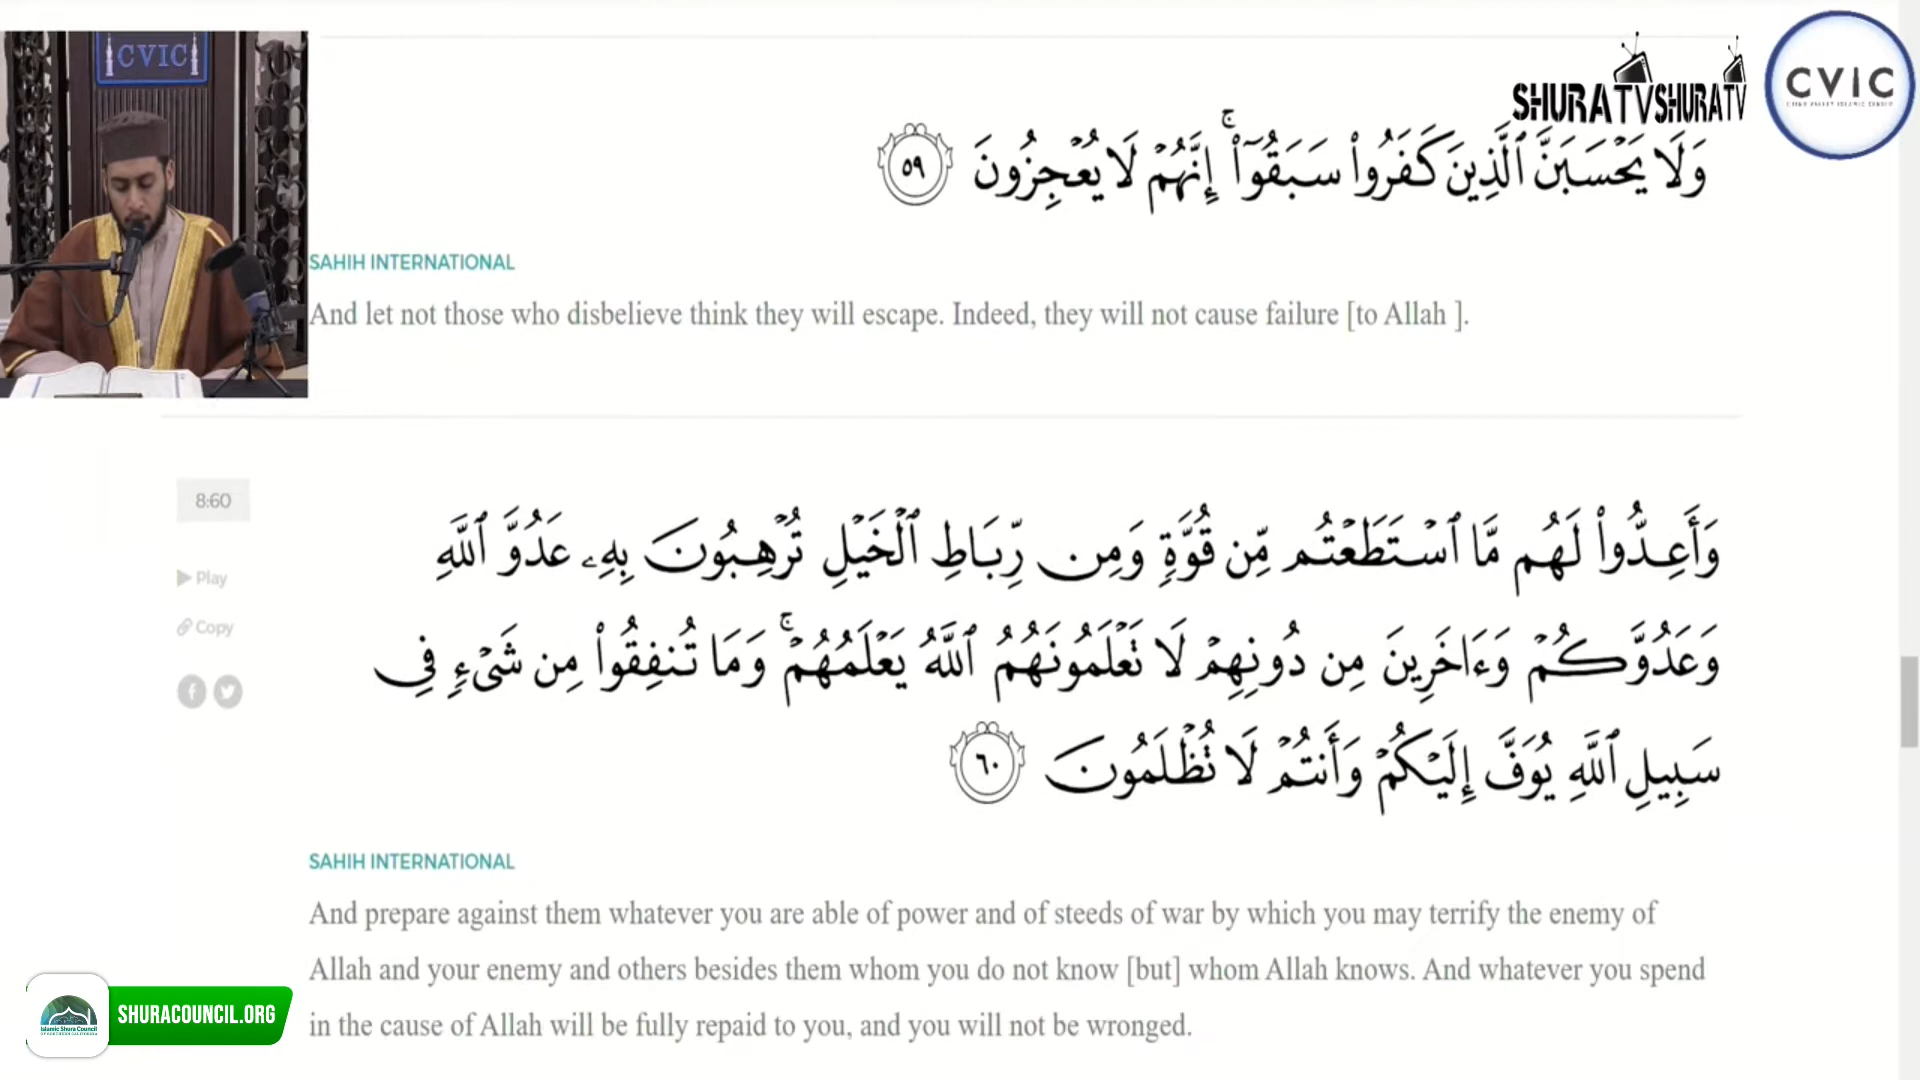 CVIC
SHURATVSHURATV
CVIC
وَلَا يَحْسَبَنَّ ٱلَّذِينَ كَفَرُوا۟ سَبَقُوٓا۟ ۚ إِنَّهُمْ لَا يُعْجِزُونَ ٥٩
SAHIH INTERNATIONAL
And let not those who disbelieve think they will escape. Indeed, they will not cause failure [to Allah ].
8:60
Play
Copy
وَأَعِدُّوا۟ لَهُم مَّا ٱسْتَطَعْتُم مِّن قُوَّةٍ وَمِن رِّبَاطِ ٱلْخَيْلِ تُرْهِبُونَ بِهِۦ عَدُوَّ ٱللَّهِ
وَعَدُوَّكُمْ وَءَاخَرِينَ مِن دُونِهِمْ لَا تَعْلَمُونَهُمُ ٱللَّهُ يَعْلَمُهُمْ ۚ وَمَا تُنفِقُوا۟ مِن شَىْءٍ فِى
سَبِيلِ ٱللَّهِ يُوَفَّ إِلَيْكُمْ وَأَنتُمْ لَا تُظْلَمُونَ ٦٠
SAHIH INTERNATIONAL
And prepare against them whatever you are able of power and of steeds of war by which you may terrify the enemy of
Allah and your enemy and others besides them whom you do not know [but] whom Allah knows. And whatever you spend
in the cause of Allah will be fully repaid to you, and you will not be wronged.
Islamic Shura Council
SHURACOUNCIL.ORG